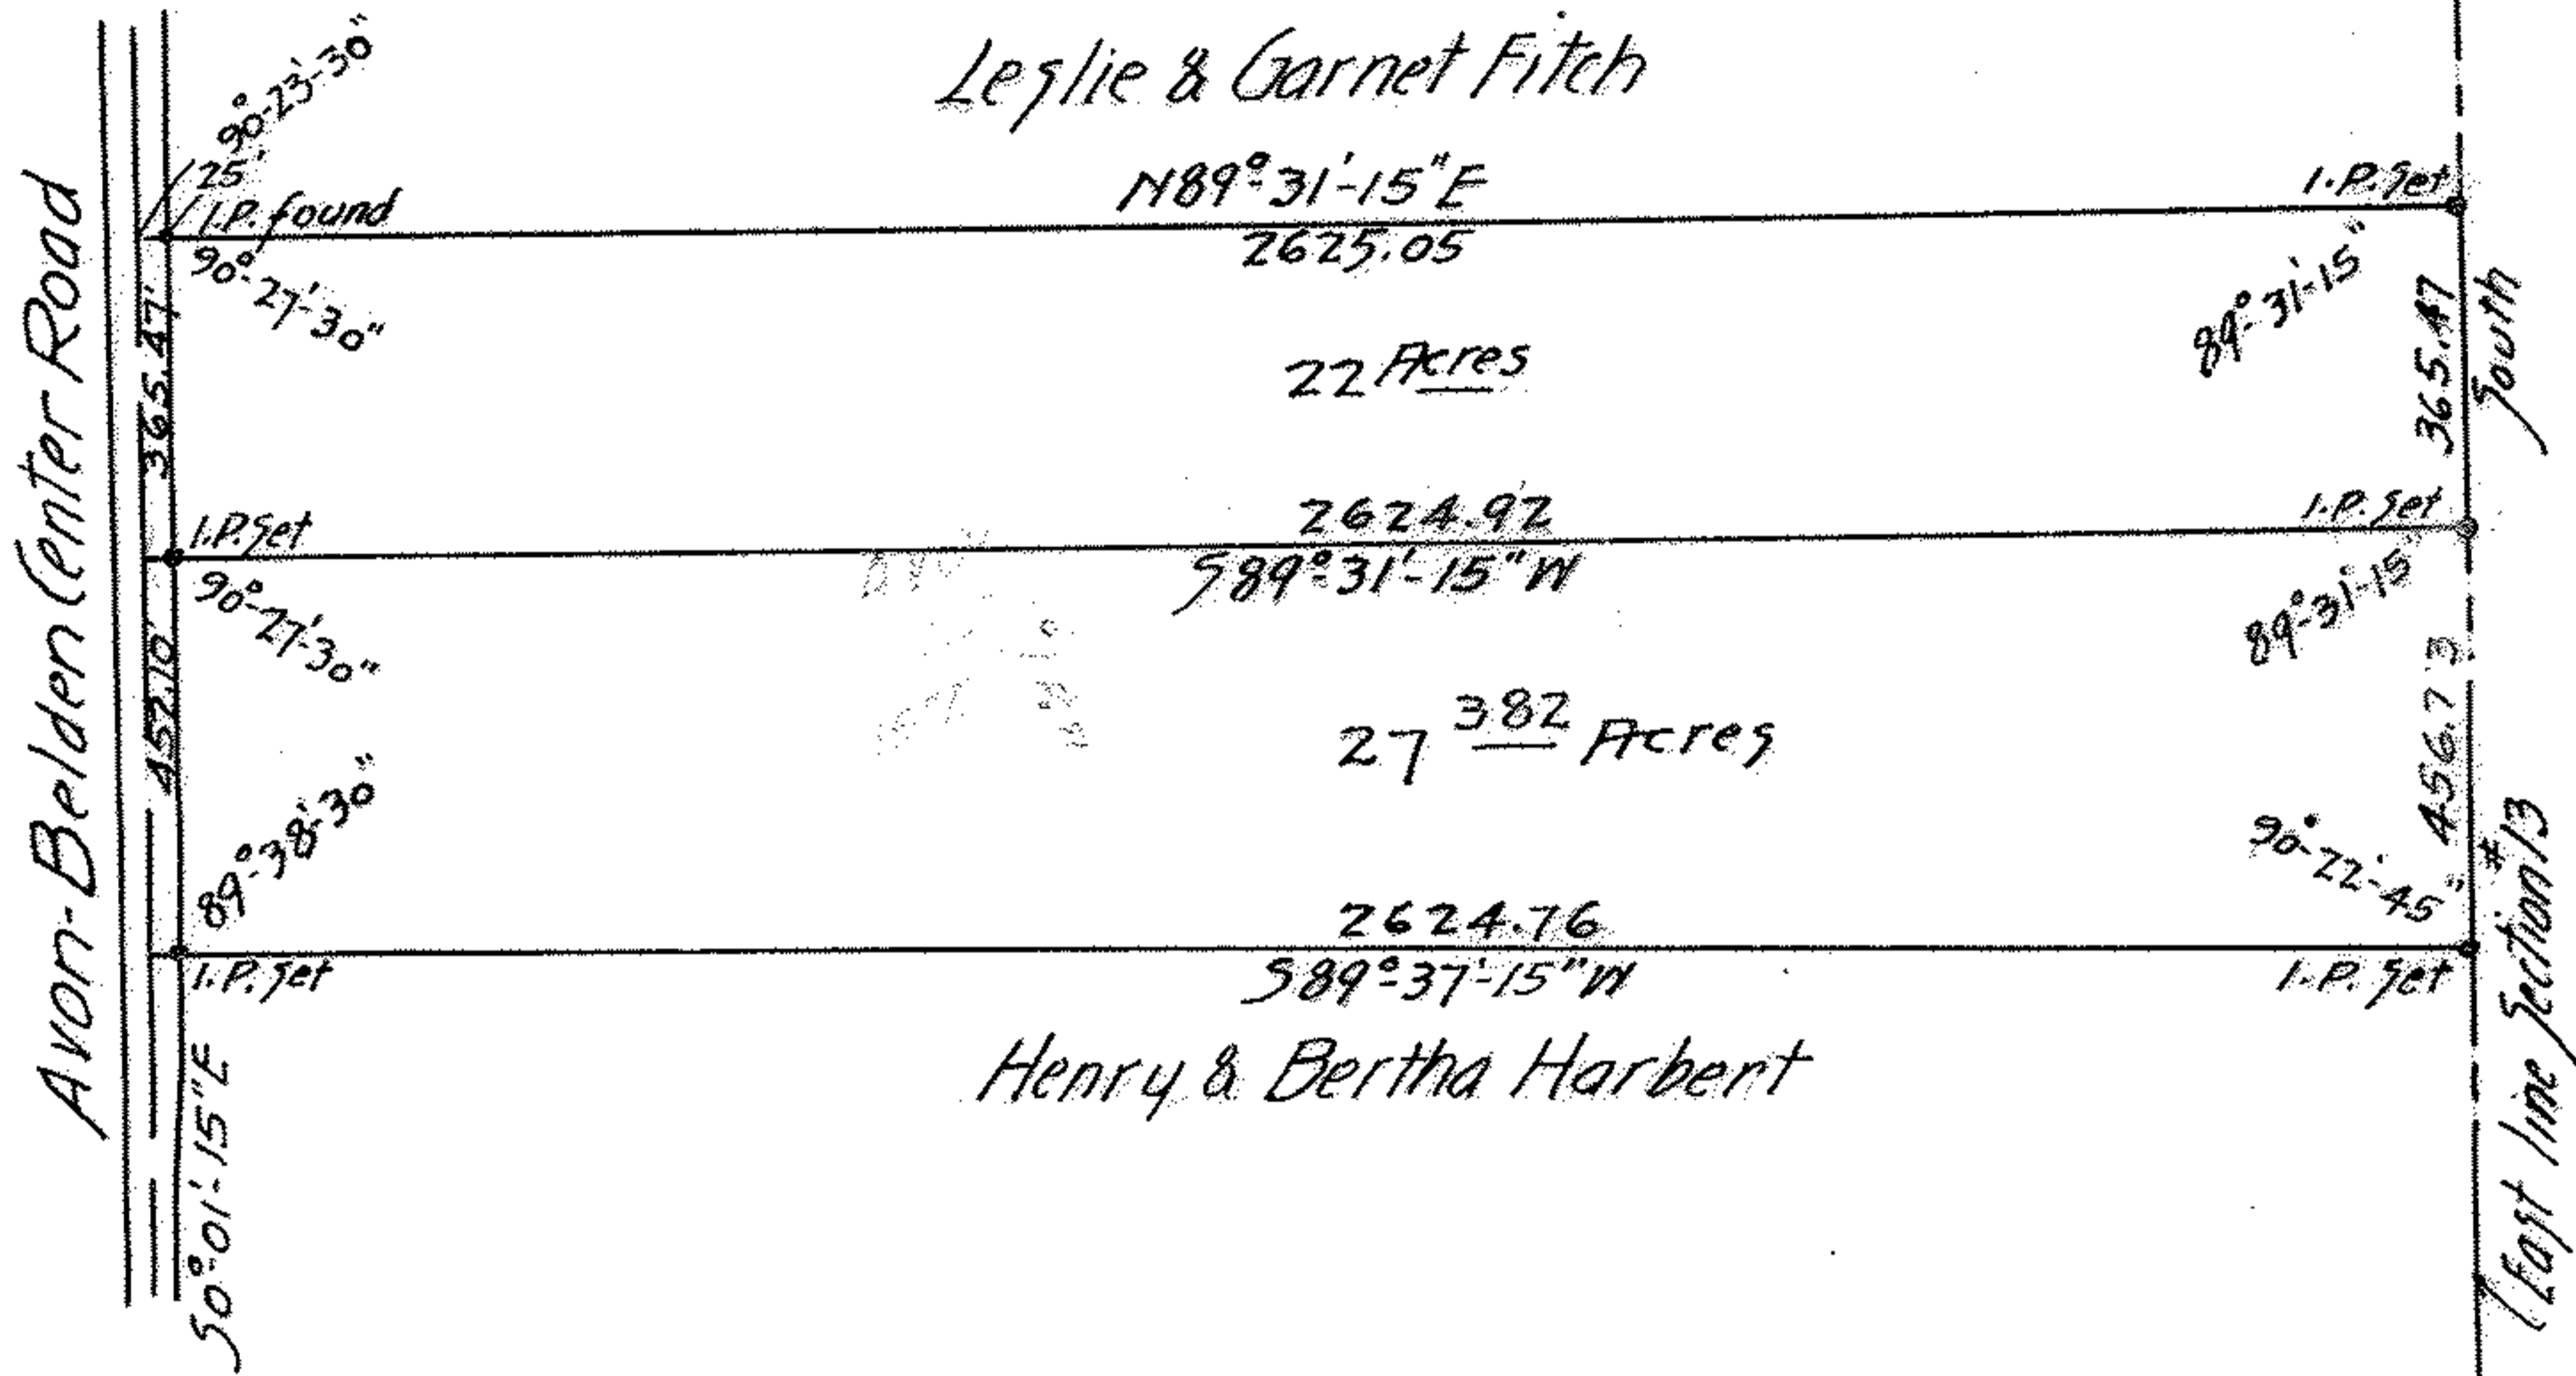 Leslie & Garnet Fitch
90°-23'-30"
25'
I.P. found
N89°-31'-15"E
I.P. Set
2625.05
90°-27'-30"
89°-31'-15"
365.47'
22 Acres
365.47
South
Avon-Belden Center Road
I.P. Set
2624.92
I.P. Set
S89°-31'-15"W
90°-27'-30"
89°-31'-15"
457.10'
27 382 Acres
456.73
89°-38'-30"
90°-22'-45"
2624.76
I.P. Set
S89°-37'-15"W
I.P. Set
East line Section #13
Henry & Bertha Harbert
S0°-01'-15"E